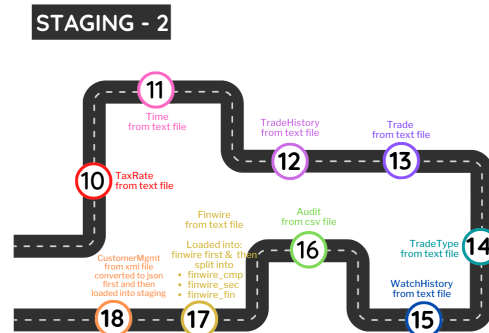 STAGING - 2
11
Time
from text file
TradeHistory
from text file
12
Trade
from text file
13
10
TaxRate
from text file
Finwire
from text file
Loaded into:
finwire first & then
split into
• finwire_cmp
• finwire_sec
• finwire_fin
17
Audit
from csv file
16
TradeType
from text file
14
CustomerMgmt
from xml file
converted to json
first and then
loaded into staging
18
WatchHistory
from text file
15